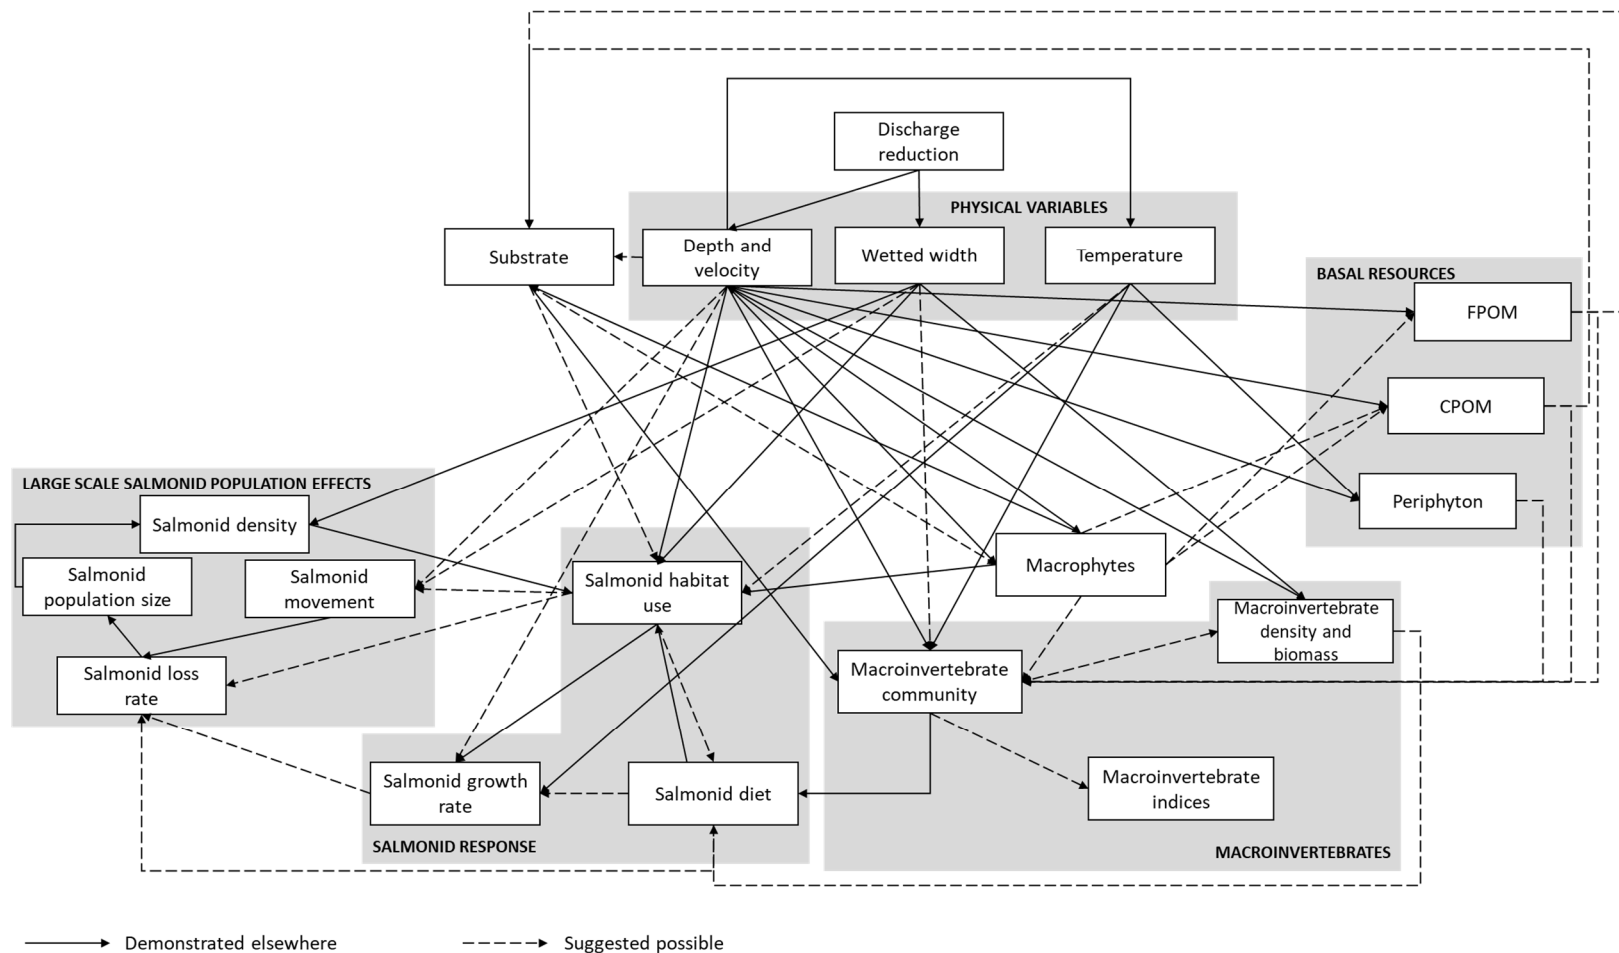 Discharge
reduction
PHYSICAL VARIABLES
Substrate
Depth and
velocity
Wetted width
Temperature
BASAL RESOURCES
FPOM
CPOM
Periphyton
LARGE SCALE SALMONID POPULATION EFFECTS
Salmonid density
Salmonid
population size
Salmonid
movement
Salmonid loss
rate
Salmonid habitat
use
Macrophytes
Macroinvertebrate
density and
biomass
Macroinvertebrate
community
Salmonid growth
rate
Salmonid diet
Macroinvertebrate
indices
SALMONID RESPONSE
MACROINVERTEBRATES
Demonstrated elsewhere
Suggested possible